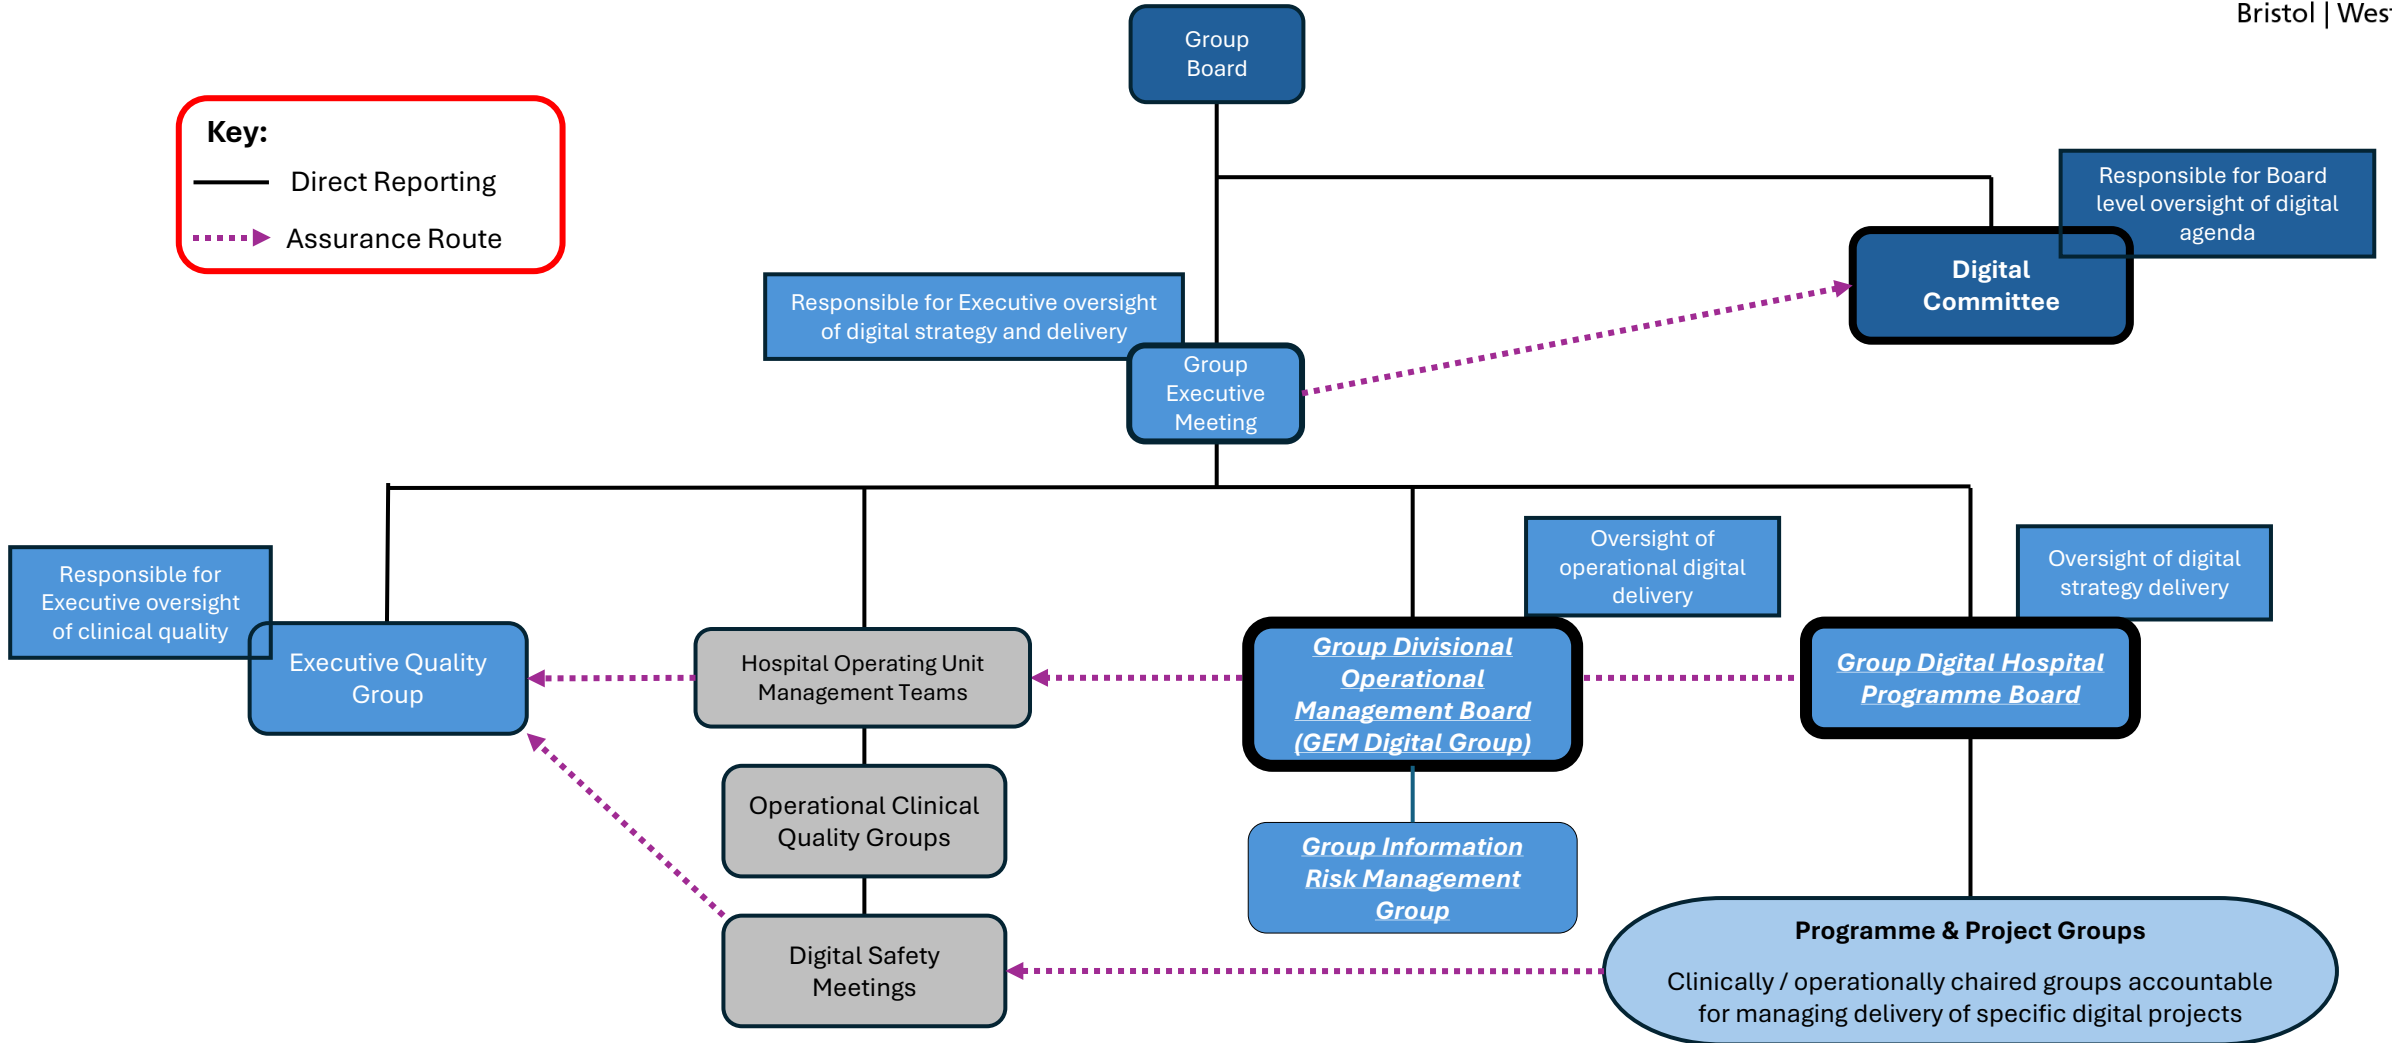 Bristol | Wes
Group
Board
Key:
Direct Reporting
Assurance Route
Responsible for Board
level oversight of digital
agenda
Digital
Committee
Responsible for Executive oversight
of digital strategy and delivery
Group
Executive
Meeting
Responsible for
Executive oversight
of clinical quality
Executive Quality
Group
Hospital Operating Unit
Management Teams
Operational Clinical
Quality Groups
Digital Safety
Meetings
Oversight of
operational digital
delivery
Group Divisional
Operational
Management Board
(GEM Digital Group)
Group Information
Risk Management
Group
Oversight of digital
strategy delivery
Group Digital Hospital
Programme Board
Programme & Project Groups
Clinically / operationally chaired groups accountable
for managing delivery of specific digital projects